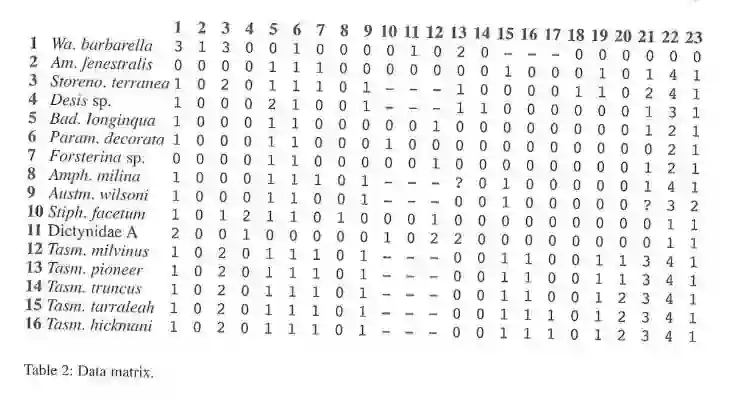 1 2 3 4 5 6 7 8 9 10 11 12 13 14 15 16 17 18 19 20 21 22 23
1 Wa. barbarella 3 1 3 0 0 1 0 0 0 0 1 0 2 0 - - - 0 0 0 0 0 0
2 Am. fenestralis 0 0 0 0 1 1 1 0 0 0 0 0 0 0 1 0 0 0 1 0 1 4 1
3 Storeno. terranea 1 0 2 0 1 1 1 0 1 - - - 1 0 0 0 0 1 1 0 2 4 1
4 Desis sp. 1 0 0 0 2 1 0 0 1 - - - 1 1 0 0 0 0 0 0 1 3 1
5 Bad. longinqua 1 0 0 0 1 1 0 0 0 0 0 1 0 0 0 0 0 0 0 0 1 2 1
6 Param. decorata 1 0 0 0 1 1 0 0 0 1 0 0 0 0 0 0 0 0 0 0 0 2 1
7 Forsterina sp. 0 0 0 0 1 1 0 0 0 0 0 1 0 0 0 0 0 0 0 0 1 2 1
8 Amph. milina 1 0 0 0 1 1 1 0 1 - - - ? 0 1 0 0 0 0 0 1 4 1
9 Austm. wilsoni 1 0 0 0 1 1 0 0 1 - - - 0 0 1 0 0 0 0 0 ? 3 2
10 Stiph. facetum 1 0 1 2 1 1 0 1 0 0 0 1 0 0 0 0 0 0 0 0 0 1 1
11 Dictynidae A 2 0 0 1 0 0 0 0 0 1 0 2 2 0 0 0 0 0 0 0 0 1 1
12 Tasm. milvinus 1 0 2 0 1 1 1 0 1 - - - 0 0 1 1 0 0 1 1 3 4 1
13 Tasm. pioneer 1 0 2 0 1 1 1 0 1 - - - 0 0 1 1 0 0 1 1 3 4 1
14 Tasm. truncus 1 0 2 0 1 1 1 0 1 - - - 0 0 1 1 0 0 1 2 3 4 1
15 Tasm. tarraleah 1 0 2 0 1 1 1 0 1 - - - 0 0 1 1 1 0 1 2 3 4 1
16 Tasm. hickmani 1 0 2 0 1 1 1 0 1 - - - 0 0 1 1 1 0 1 2 3 4 1
Table 2: Data matrix.